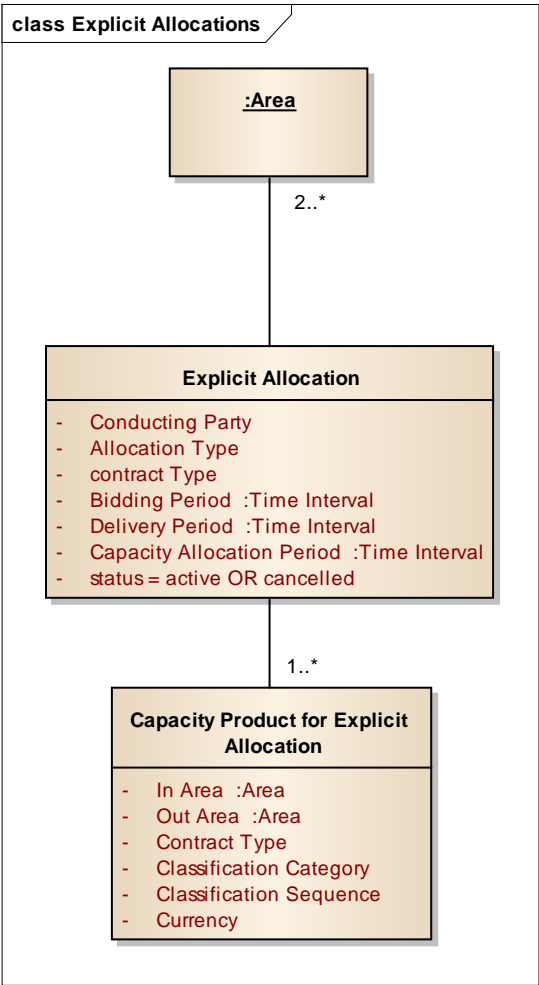 class Explicit Allocations
:Area
2..*
Explicit Allocation
- Conducting Party
- Allocation Type
- contract Type
- Bidding Period :Time Interval
- Delivery Period :Time Interval
- Capacity Allocation Period :Time Interval
- status = active OR cancelled
1..*
Capacity Product for Explicit
Allocation
- In Area :Area
- Out Area :Area
- Contract Type
- Classification Category
- Classification Sequence
- Currency